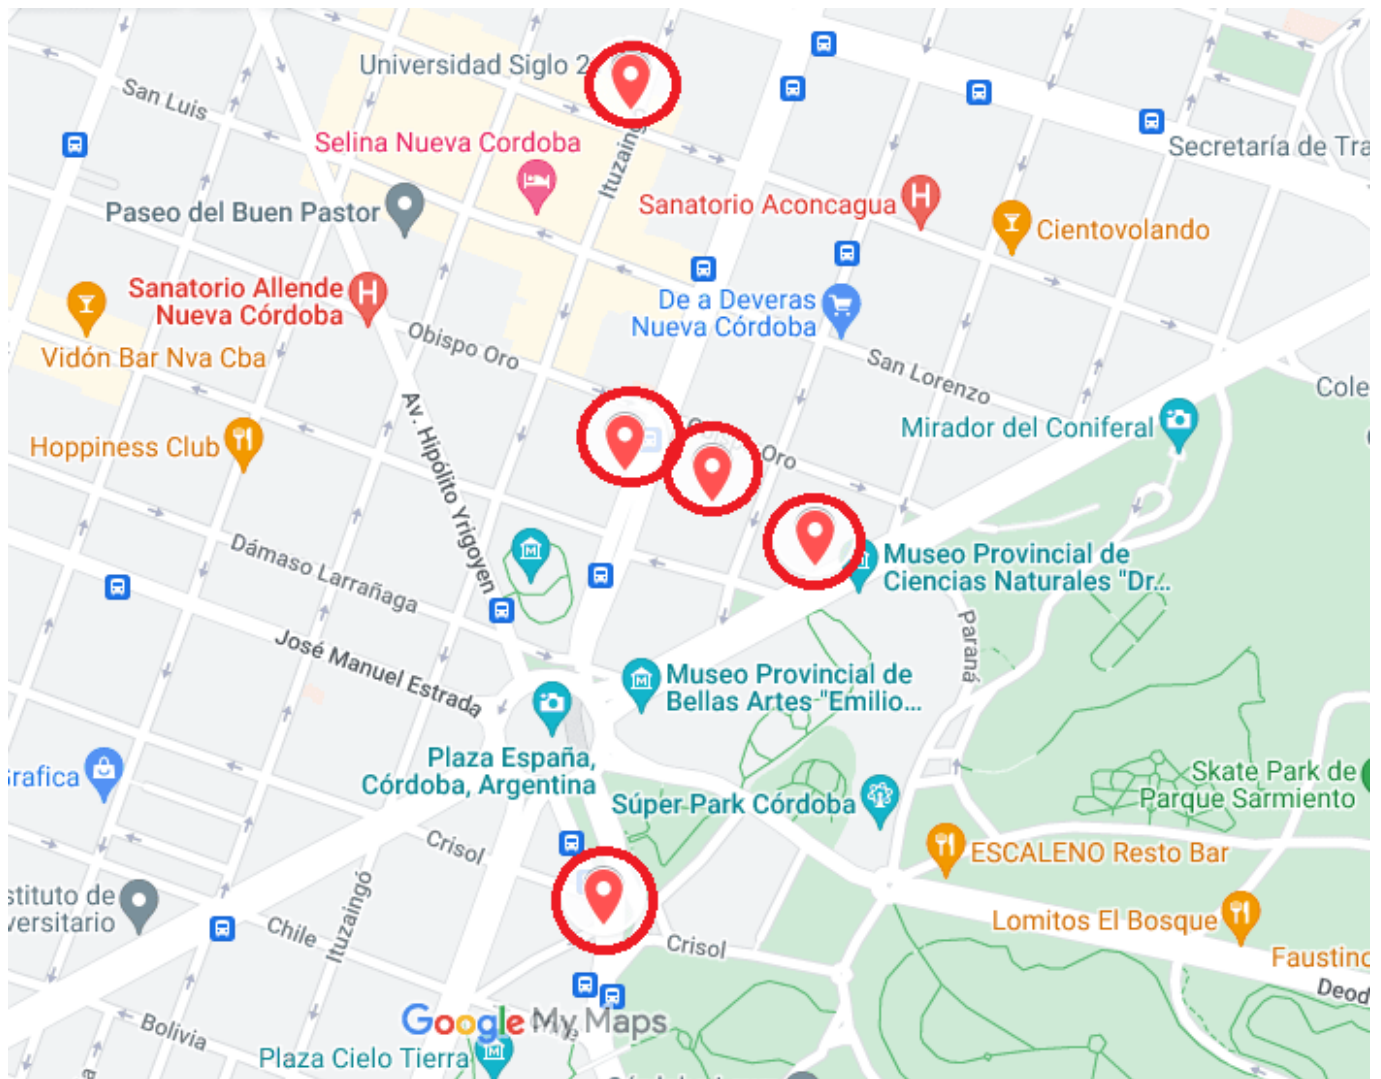 Universidad Siglo 2
San Luis
Selina Nueva Cordoba
Ituzaingó
Secretaría de Tra
Paseo del Buen Pastor
Sanatorio Aconcagua
Cientovolando
Sanatorio Allende
Nueva Córdoba
De a Deveras
Nueva Córdoba
Vidón Bar Nva Cba
Obispo Oro
San Lorenzo
Cole
Av. Hipólito Yrigoyen
Mirador del Coniferal
Hoppiness Club
Oro
Dámaso Larrañaga
Museo Provincial de
Ciencias Naturales "Dr...
Paraná
José Manuel Estrada
Museo Provincial de
Bellas Artes "Emilio...
Plaza España,
Córdoba, Argentina
Grafica
Skate Park de
Parque Sarmiento
Súper Park Córdoba
Crisol
ESCALENO Resto Bar
stituto de
versitario
Ituzaingó
Chile
Lomitos El Bosque
Crisol
Faustino
Deod
Bolivia
Google My Maps
Plaza Cielo Tierra